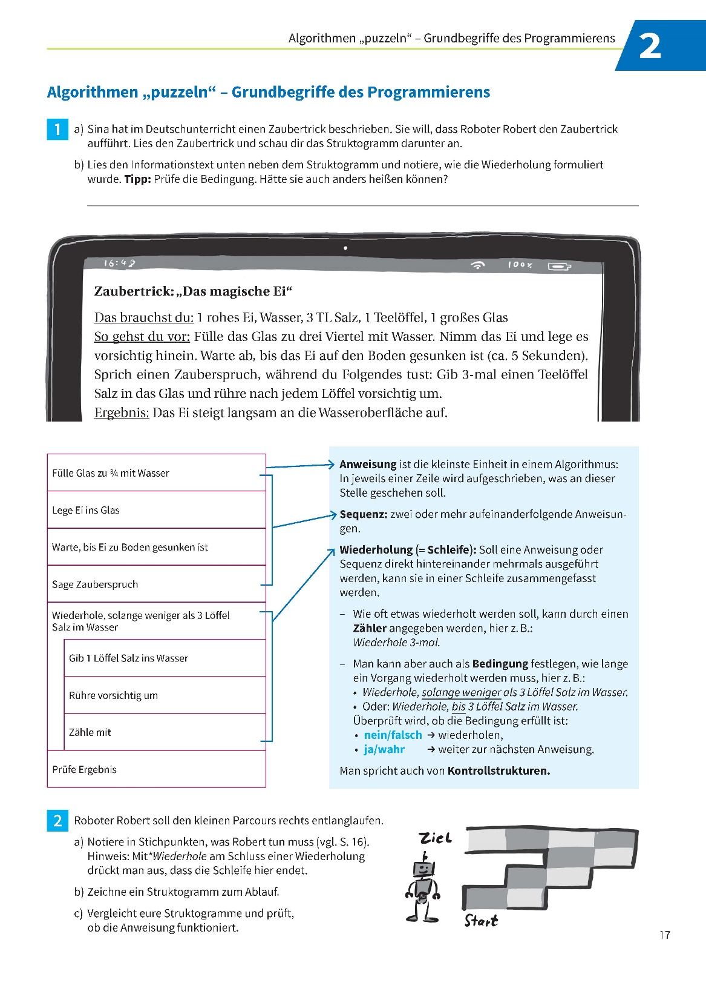 Algorithmen „puzzeln“ – Grundbegriffe des Programmierens
2
Algorithmen „puzzeln“ – Grundbegriffe des Programmierens
1 a) Sina hat im Deutschunterricht einen Zaubertrick beschrieben. Sie will, dass Roboter Robert den Zaubertrick
aufführt. Lies den Zaubertrick und schau dir das Struktogramm darunter an.
b) Lies den Informationstext unten neben dem Struktogramm und notiere, wie die Wiederholung formuliert
wurde. Tipp: Prüfe die Bedingung. Hätte sie auch anders heißen können?
16:48 100%
Zaubertrick: „Das magische Ei“
Das brauchst du: 1 rohes Ei, Wasser, 3 TL Salz, 1 Teelöffel, 1 großes Glas
So gehst du vor: Fülle das Glas zu drei Viertel mit Wasser. Nimm das Ei und lege es
vorsichtig hinein. Warte ab, bis das Ei auf den Boden gesunken ist (ca. 5 Sekunden).
Sprich einen Zauberspruch, während du Folgendes tust: Gib 3-mal einen Teelöffel
Salz in das Glas und rühre nach jedem Löffel vorsichtig um.
Ergebnis: Das Ei steigt langsam an die Wasseroberfläche auf.
Fülle Glas zu ¾ mit Wasser
Lege Ei ins Glas
Warte, bis Ei zu Boden gesunken ist
Sage Zauberspruch
Wiederhole, solange weniger als 3 Löffel
Salz im Wasser
Gib 1 Löffel Salz ins Wasser
Rühre vorsichtig um
Zähle mit
Prüfe Ergebnis
Anweisung ist die kleinste Einheit in einem Algorithmus:
In jeweils einer Zeile wird aufgeschrieben, was an dieser
Stelle geschehen soll.
Sequenz: zwei oder mehr aufeinanderfolgende Anweisun-
gen.
Wiederholung (= Schleife): Soll eine Anweisung oder
Sequenz direkt hintereinander mehrmals ausgeführt
werden, kann sie in einer Schleife zusammengefasst
werden.
– Wie oft etwas wiederholt werden soll, kann durch einen
Zähler angegeben werden, hier z. B.:
Wiederhole 3-mal.
– Man kann aber auch als Bedingung festlegen, wie lange
ein Vorgang wiederholt werden muss, hier z. B.:
• Wiederhole, solange weniger als 3 Löffel Salz im Wasser.
• Oder: Wiederhole, bis 3 Löffel Salz im Wasser.
Überprüft wird, ob die Bedingung erfüllt ist:
• nein/falsch → wiederholen,
• ja/wahr → weiter zur nächsten Anweisung.
Man spricht auch von Kontrollstrukturen.
2 Roboter Robert soll den kleinen Parcours rechts entlanglaufen.
a) Notiere in Stichpunkten, was Robert tun muss (vgl. S. 16).
Hinweis: Mit*Wiederhole am Schluss einer Wiederholung
drückt man aus, dass die Schleife hier endet.
b) Zeichne ein Struktogramm zum Ablauf.
c) Vergleicht eure Struktogramme und prüft,
ob die Anweisung funktioniert.
Ziel
Start
17